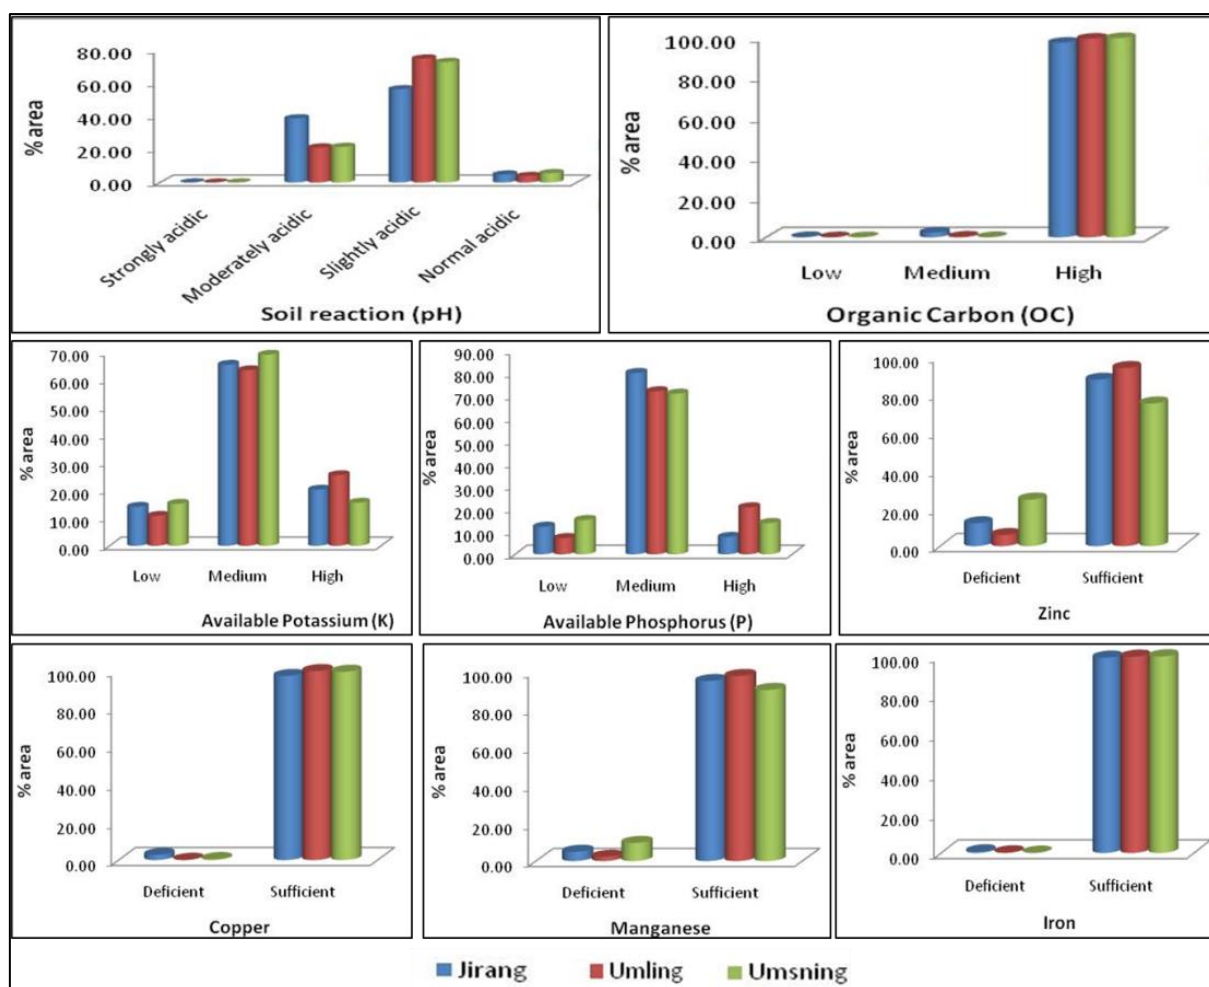 80.00
60.00
40.00
20.00
0.00
% area
Strongly acidic
Moderately acidic
Slightly acidic
Normal acidic
Soil reaction (pH)
100.00
80.00
60.00
40.00
20.00
0.00
% area
Low Medium High
Organic Carbon (OC)
70.00
60.00
50.00
40.00
30.00
20.00
10.00
0.00
% area
Low Medium High
Available Potassium (K)
90.00
80.00
70.00
60.00
50.00
40.00
30.00
20.00
10.00
0.00
% area
Low Medium High
Available Phosphorus (P)
100.00
80.00
60.00
40.00
20.00
0.00
% area
Deficient Sufficient
Zinc
100.00
80.00
60.00
40.00
20.00
0.00
% area
Deficient Sufficient
Copper
100.00
80.00
60.00
40.00
20.00
0.00
% area
Deficient Sufficient
Manganese
100.00
80.00
60.00
40.00
20.00
0.00
% area
Deficient Sufficient
Iron
Jirang Umling Umsning